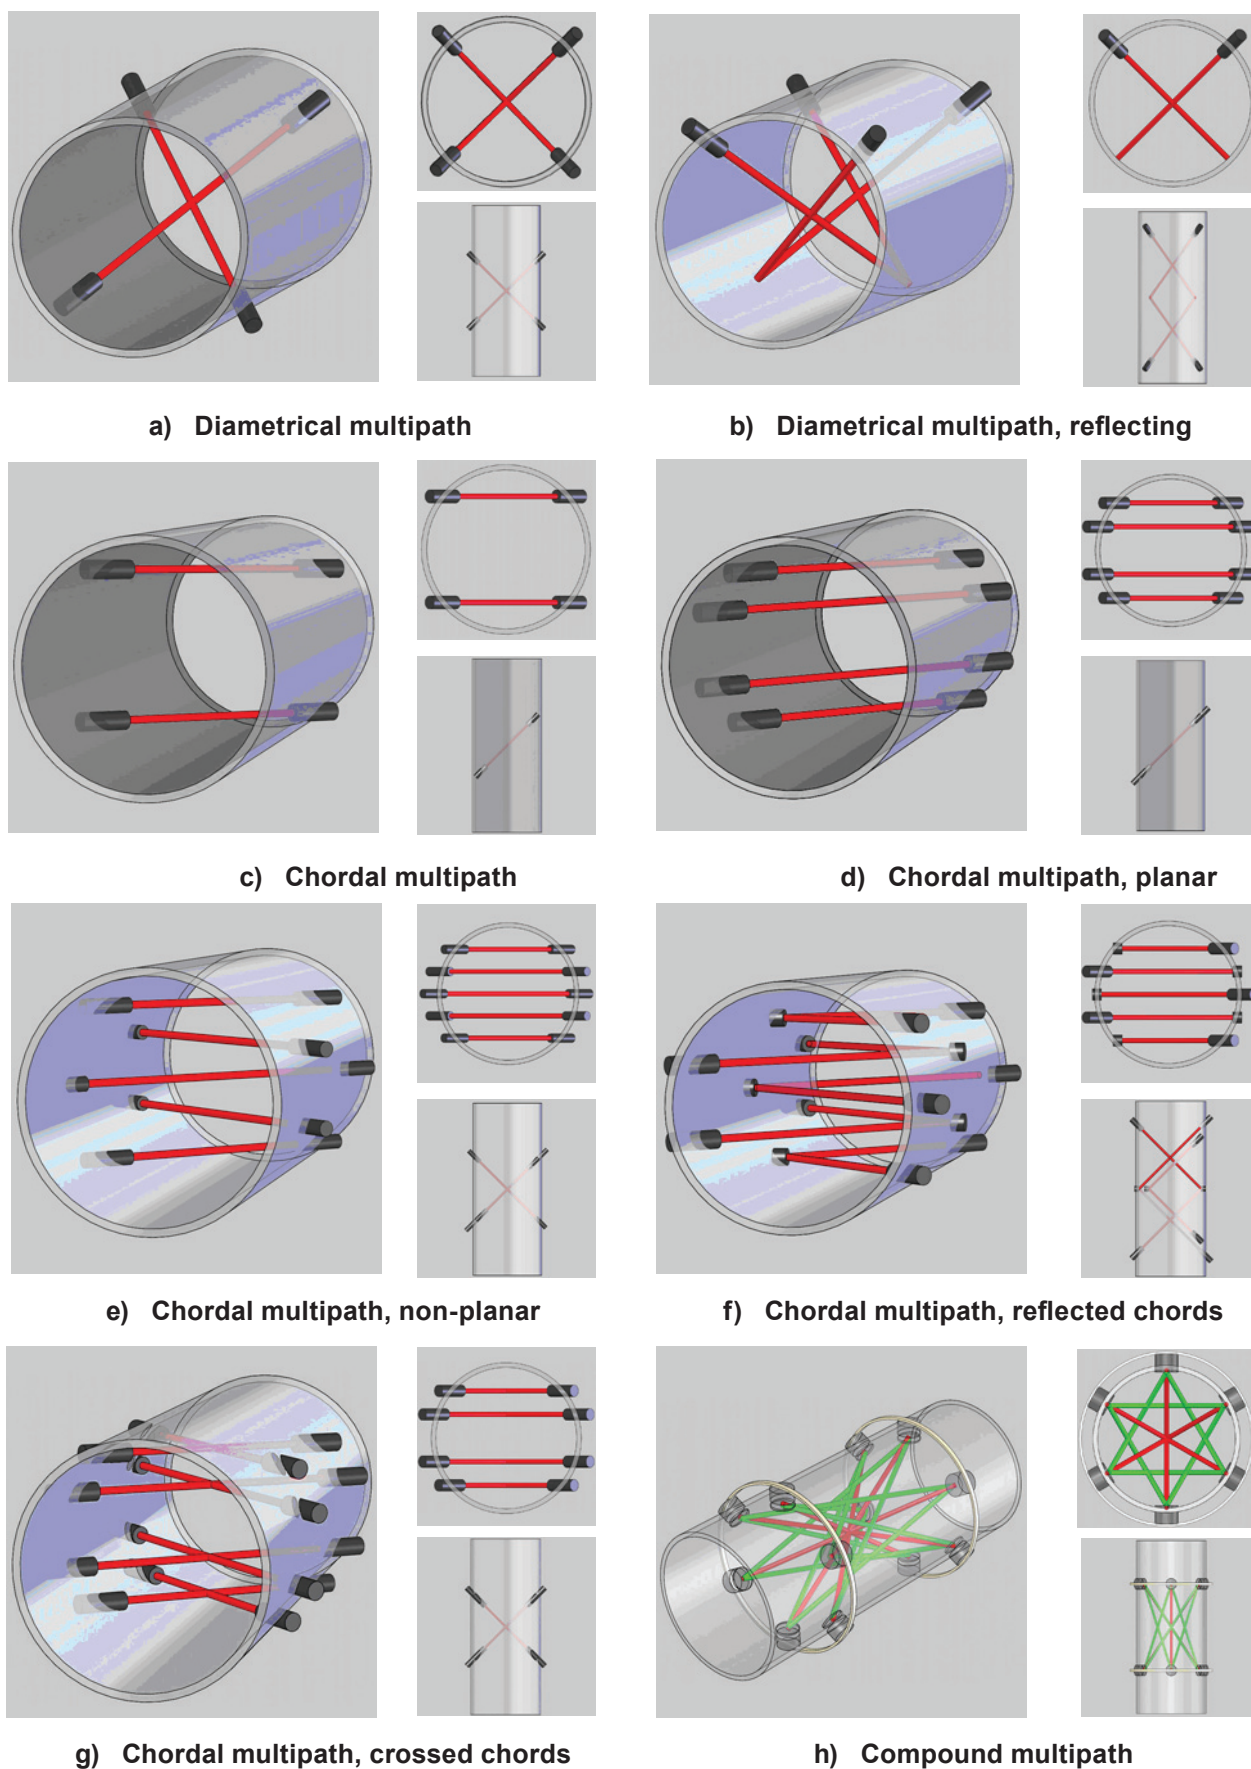 a) Diametrical multipath
b) Diametrical multipath, reflecting
c) Chordal multipath
d) Chordal multipath, planar
e) Chordal multipath, non-planar
f) Chordal multipath, reflected chords
g) Chordal multipath, crossed chords
h) Compound multipath